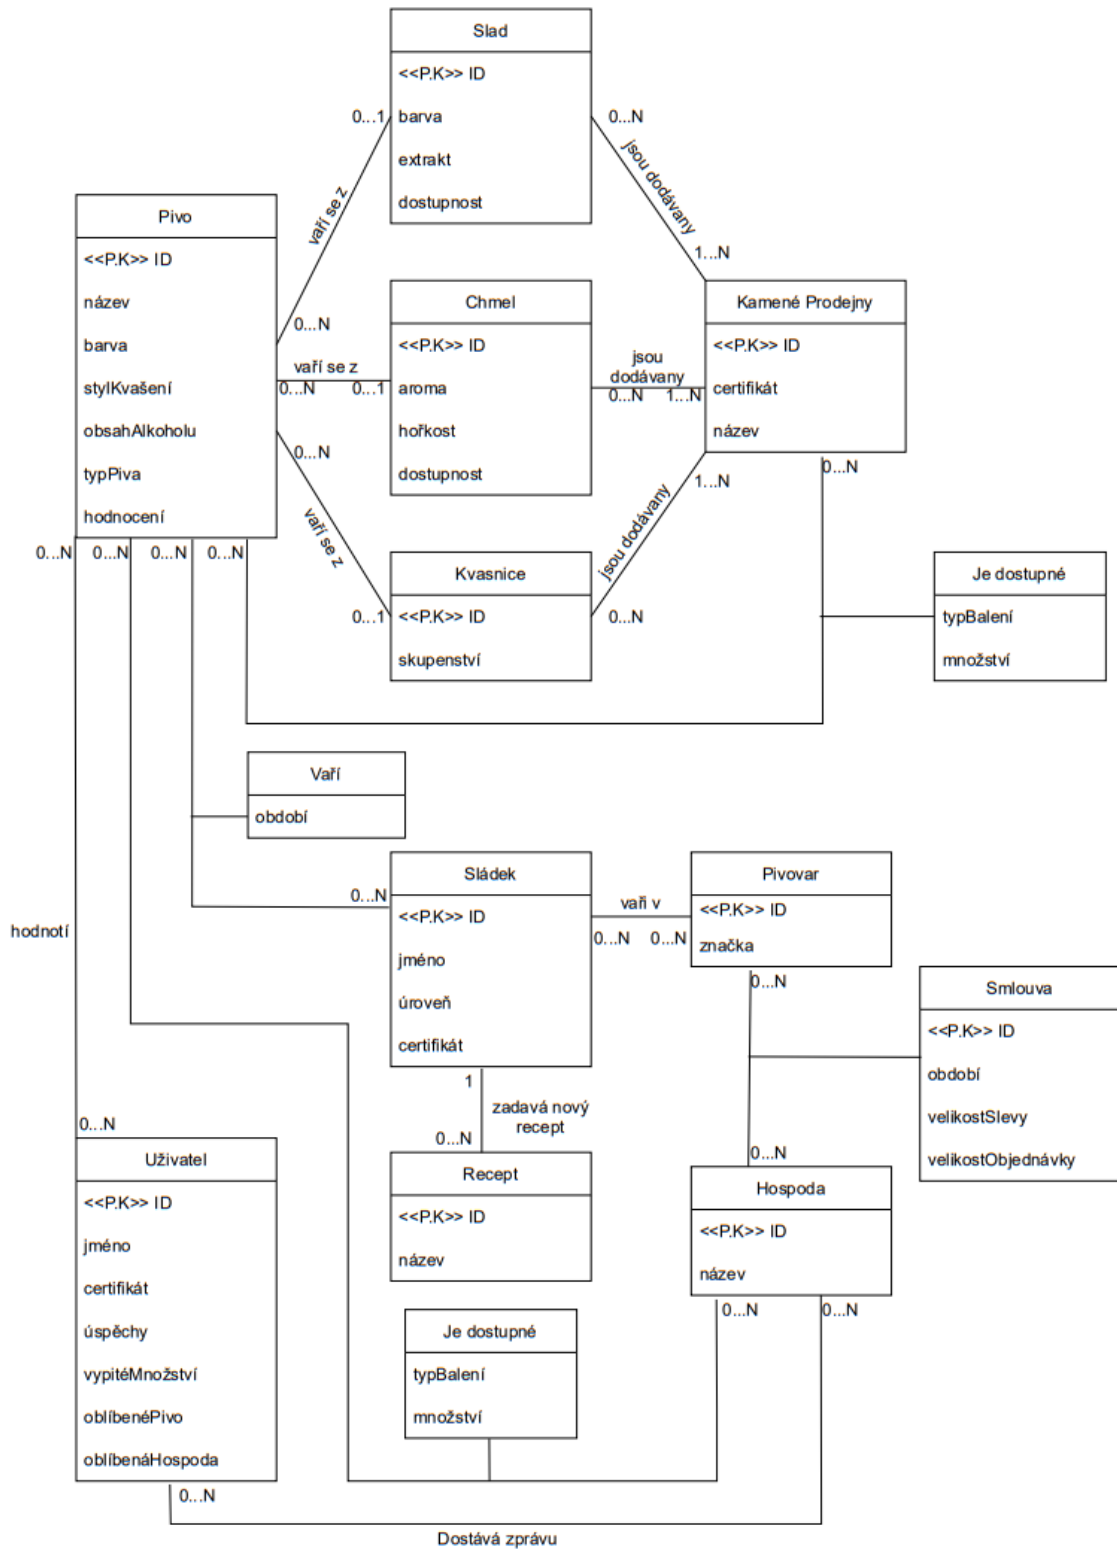 Slad
<<P.K>> ID
barva
extrakt
dostupnost
0...1
0...N
vaří se z
jsou dodávany
1...N
Pivo
<<P.K>> ID
název
barva
stylKvašení
obsahAlkoholu
typPiva
hodnocení
0...N
vaří se z
0...N
0...1
Chmel
<<P.K>> ID
aroma
hořkost
dostupnost
jsou
dodávany
0...N
1...N
Kamené Prodejny
<<P.K>> ID
certifikát
název
0...N
0...N
vaří se z
0...1
Kvasnice
<<P.K>> ID
skupenství
jsou dodávany
1...N
0...N
0...N
0...N
0...N
0...N
Je dostupné
typBalení
množství
Vaří
období
0...N
Sládek
<<P.K>> ID
jméno
úroveň
certifikát
vaři v
0...N
0...N
Pivovar
<<P.K>> ID
značka
0...N
hodnotí
Smlouva
<<P.K>> ID
období
velikostSlevy
velikostObjednávky
1
zadavá nový
recept
0...N
0...N
0...N
Uživatel
<<P.K>> ID
jméno
certifikát
úspěchy
vypitéMnožství
oblíbenéPivo
oblíbenáHospoda
Recept
<<P.K>> ID
název
Hospoda
<<P.K>> ID
název
0...N
0...N
Je dostupné
typBalení
množství
0...N
Dostává zprávu